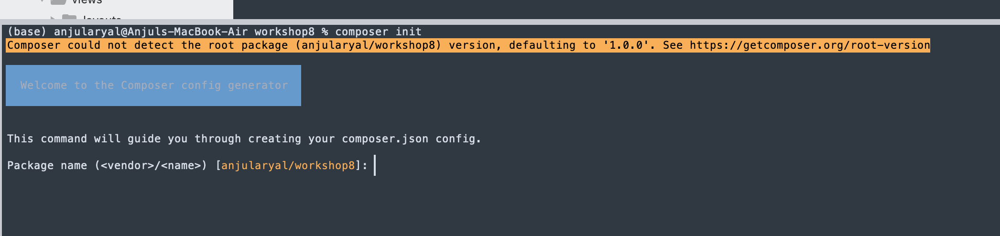 views
layouts
(base) anjularyal@Anjuls-MacBook-Air workshop8 % composer init
Composer could not detect the root package (anjularyal/workshop8) version, defaulting to '1.0.0'. See https://getcomposer.org/root-version
Welcome to the Composer config generator
This command will guide you through creating your composer.json config.
Package name (<vendor>/<name>) [anjularyal/workshop8]: